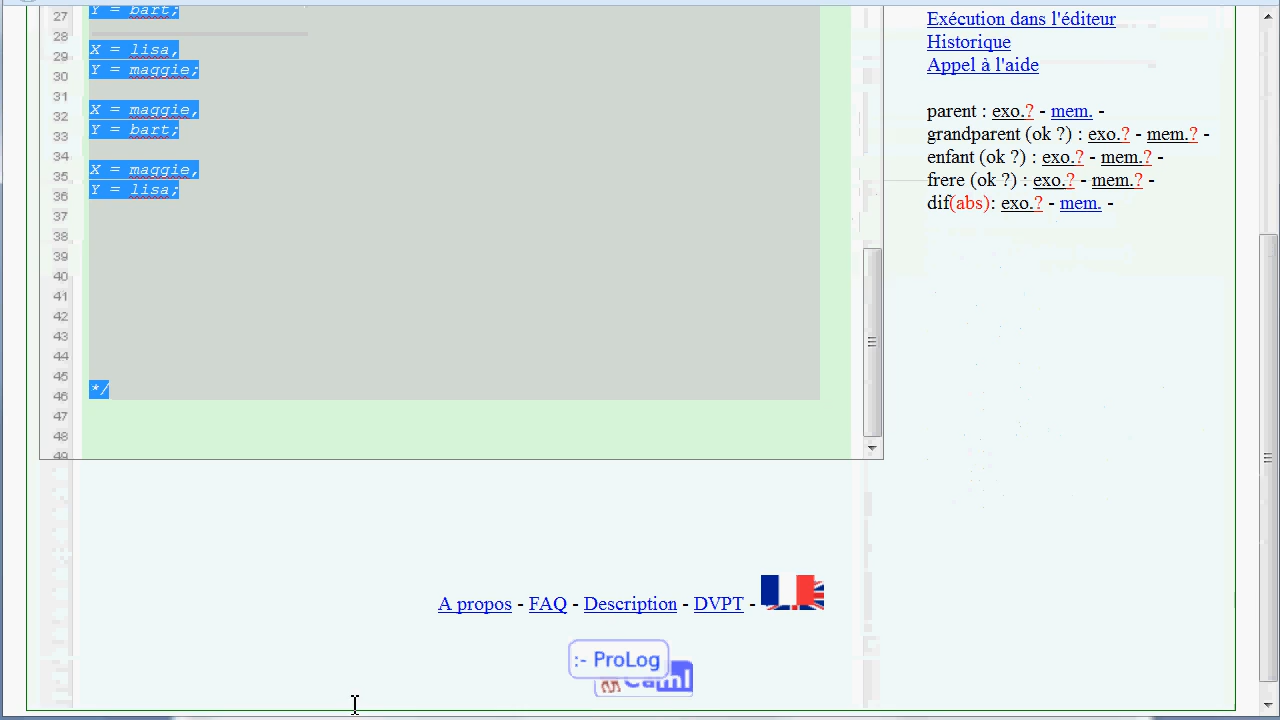 27 Y = bart;
28
29 X = lisa,
30 Y = maggie;
31
32 X = maggie,
33 Y = bart;
34
35 X = maggie,
36 Y = lisa;
37
38
39
40
41
42
43
44
45
46 */
47
48
49
Exécution dans l'éditeur
Historique
Appel à l'aide
parent : exo.? - mem. -
grandparent (ok ?) : exo.? - mem.? -
enfant (ok ?) : exo.? - mem.? -
frere (ok ?) : exo.? - mem.? -
dif(abs): exo.? - mem. -
A propos - FAQ - Description - DVPT -
:- ProLog
Caml